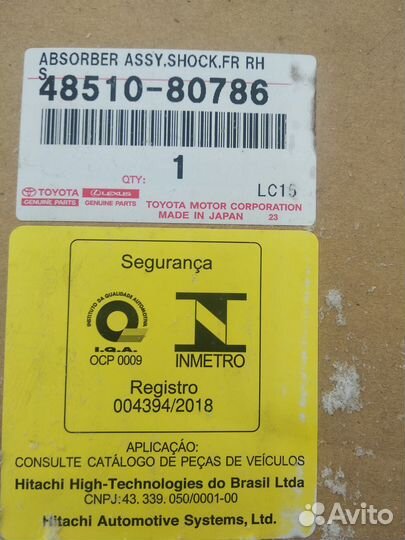 ABSORBER ASSY,SHOCK,FR RH
S
48510-80786
QTY:
1
LC15
TOYOTA
GENUINE PARTS
LEXUS
GENUINE PARTS
TOYOTA MOTOR CORPORATION
MADE IN JAPAN 23
Segurança
INSTITUTO DA QUALIDADE AUTOMOTIVA
I.Q.A.
OCP 0009
INMETRO
Registro
004394/2018
APLICAÇÁO:
CONSULTE CATÁLOGO DE PEÇAS DE VEÍCULOS
Hitachi High-Technologies do Brasil Ltda
CNPJ: 43. 339. 050/0001-00
Hitachi Automotive Systems, Ltd.
Avito